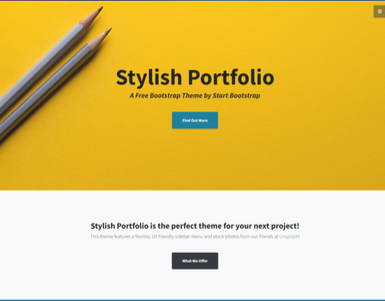 Stylish Portfolio
A Free Bootstrap Theme by Start Bootstrap
Find Out More
Stylish Portfolio is the perfect theme for your next project!
This theme features a flexible, UX friendly sidebar menu and stock photos from our friends at Unsplash!
What We Offer